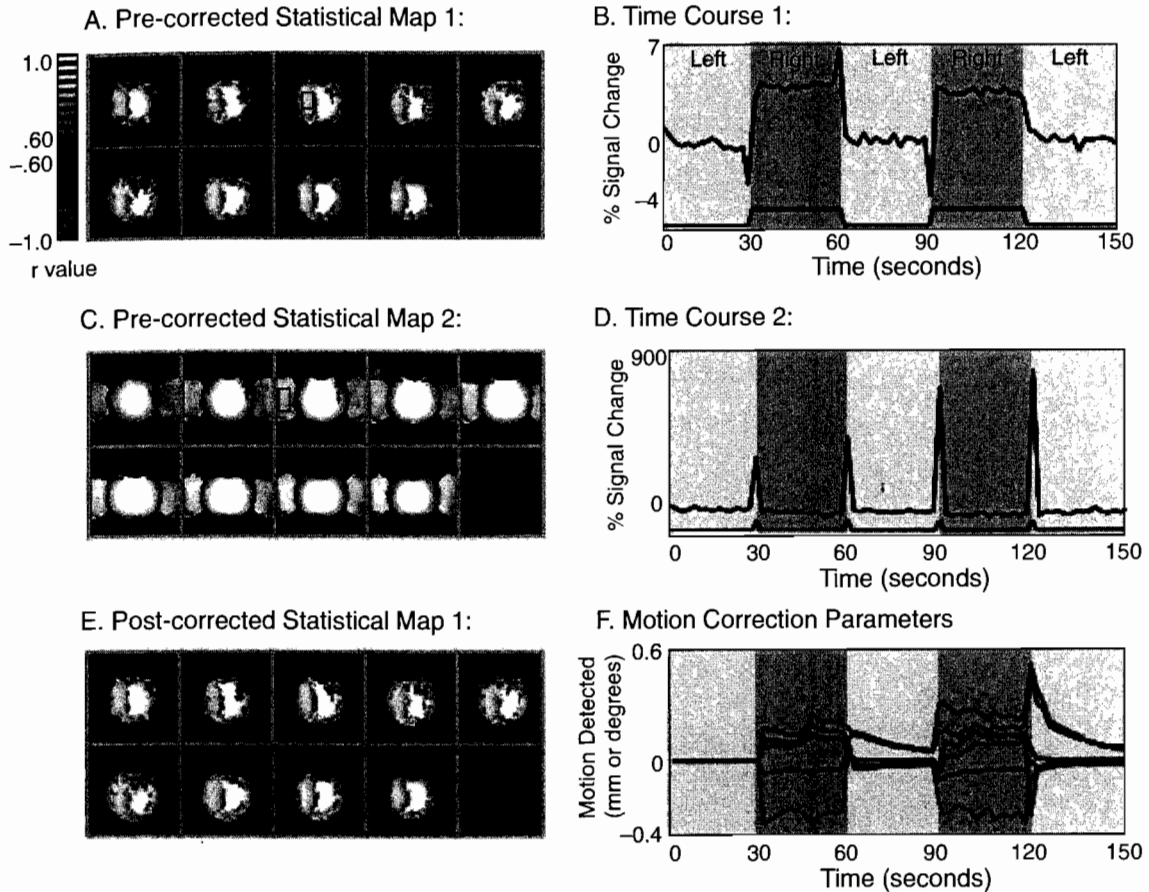 A. Pre-corrected Statistical Map 1:
1.0
.60
–.60
–1.0
r value
B. Time Course 1:
% Signal Change
7
0
–4
Left
Right
Left
Right
Left
0
30
60
90
120
150
Time (seconds)
C. Pre-corrected Statistical Map 2:
D. Time Course 2:
% Signal Change
900
0
0
30
60
90
120
150
Time (seconds)
E. Post-corrected Statistical Map 1:
F. Motion Correction Parameters
Motion Detected
(mm or degrees)
0.6
0
–0.4
0
30
60
90
120
150
Time (seconds)